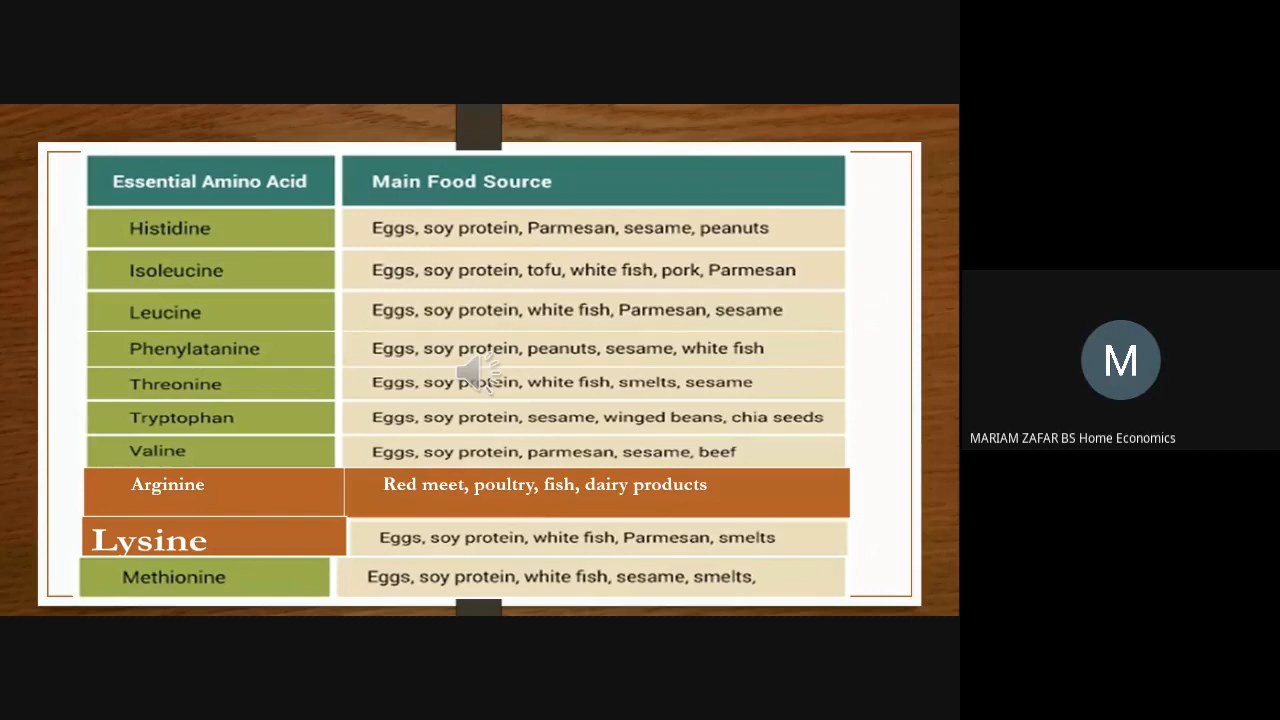 Essential Amino Acid Main Food Source
Histidine Eggs, soy protein, Parmesan, sesame, peanuts
Isoleucine Eggs, soy protein, tofu, white fish, pork, Parmesan
Leucine Eggs, soy protein, white fish, Parmesan, sesame
Phenylatanine Eggs, soy protein, peanuts, sesame, white fish
Threonine Eggs, soy protein, white fish, smelts, sesame
Tryptophan Eggs, soy protein, sesame, winged beans, chia seeds
Valine Eggs, soy protein, parmesan, sesame, beef
Arginine Red meet, poultry, fish, dairy products
Lysine Eggs, soy protein, white fish, Parmesan, smelts
Methionine Eggs, soy protein, white fish, sesame, smelts,
M
MARIAM ZAFAR BS Home Economics